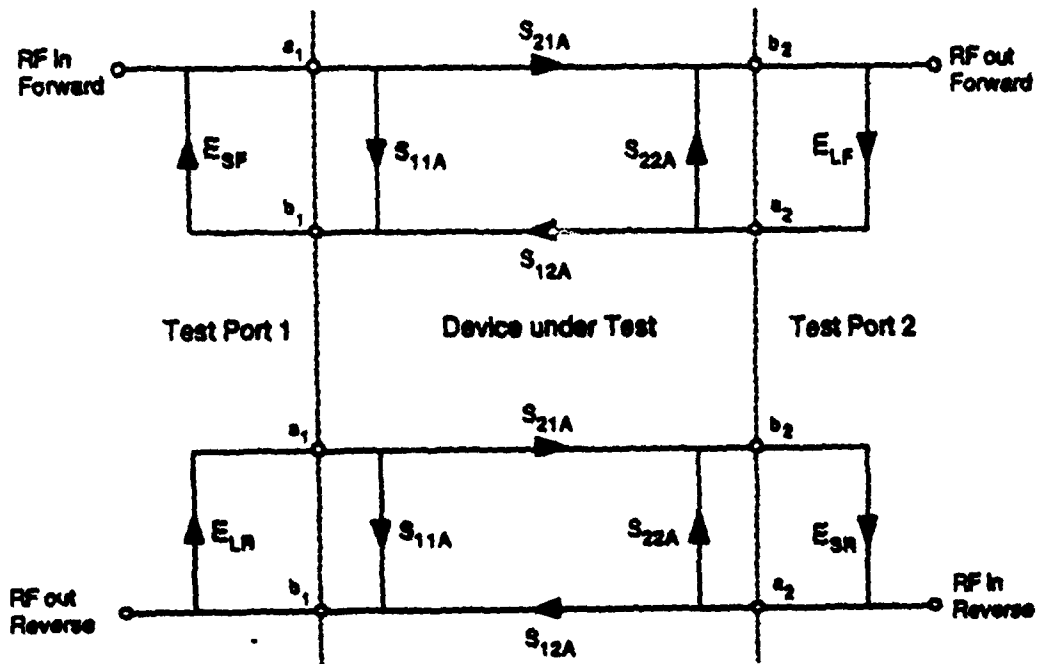 RF in
Forward
a1
S21A
b2
RF out
Forward
ESF
S11A
S22A
ELF
b1
a2
S12A
Test Port 1
Device under Test
Test Port 2
a1
S21A
b2
ELR
S11A
S22A
ESR
RF out
Reverse
b1
a2
RF in
Reverse
S12A